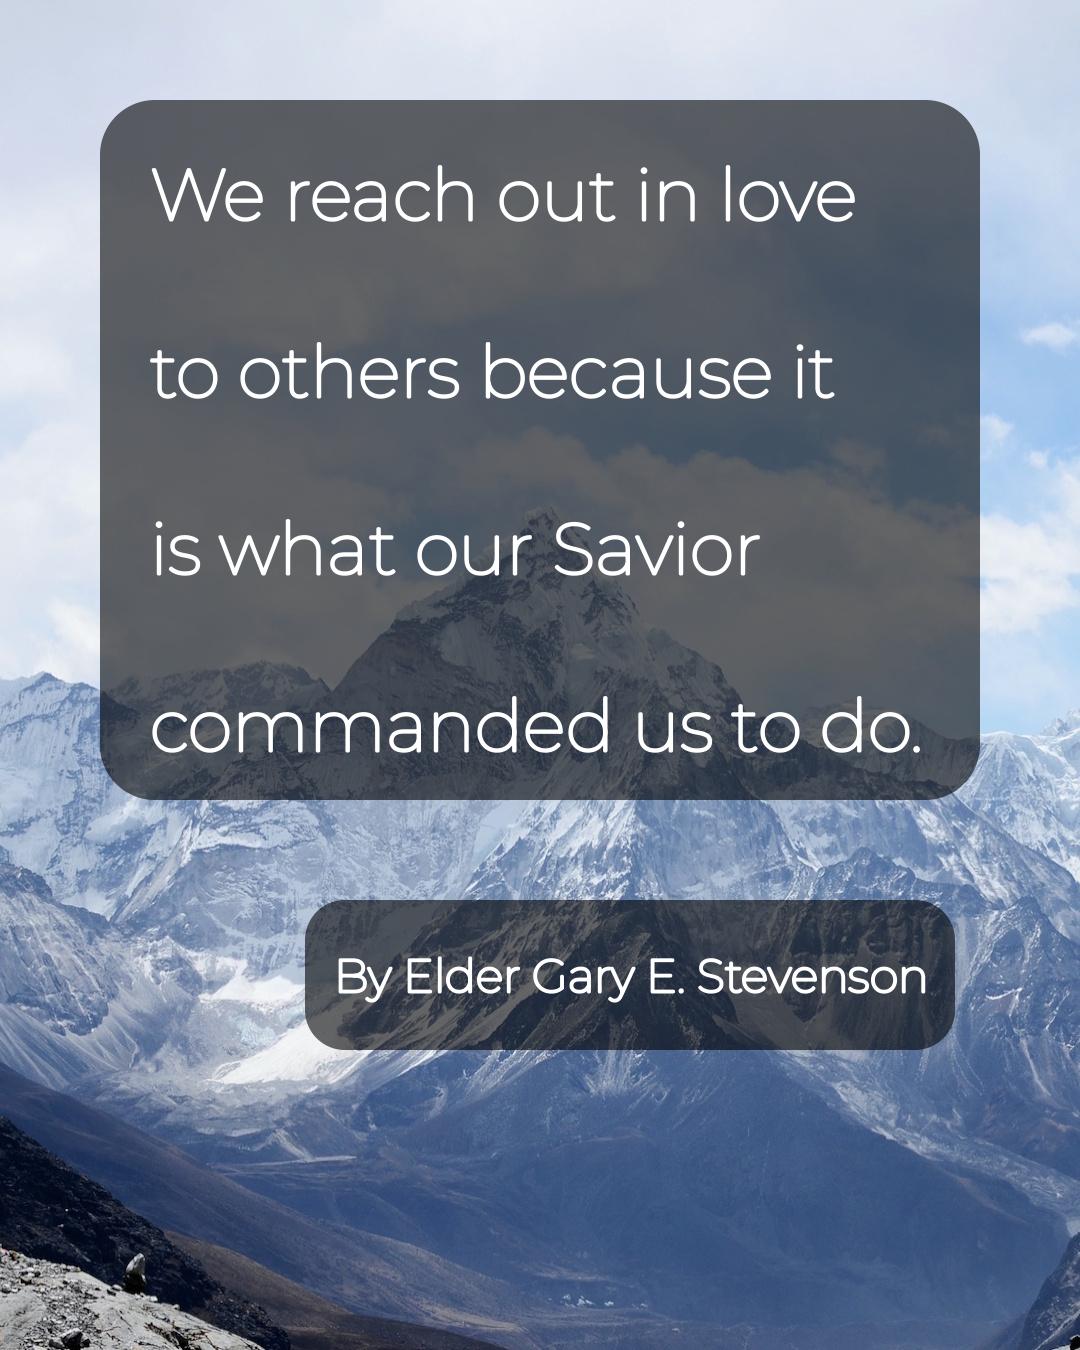 We reach out in love
to others because it
is what our Savior
commanded us to do.
By Elder Gary E. Stevenson